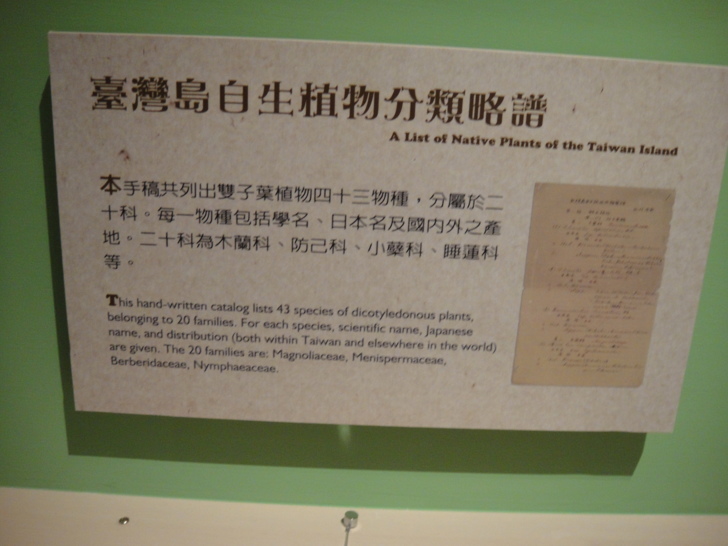 臺灣島自生植物分類略譜
A List of Native Plants of the Taiwan Island
本手稿共列出雙子葉植物四十三物種，分屬於二
十科。每一物種包括學名、日本名及國內外之產
地。二十科為木蘭科、防己科、小蘗科、睡蓮科
等。
This hand-written catalog lists 43 species of dicotyledonous plants,
belonging to 20 families. For each species, scientific name, Japanese
name, and distribution (both within Taiwan and elsewhere in the world)
are given. The 20 families are: Magnoliaceae, Menispermaceae,
Berberidaceae, Nymphaeaceae.